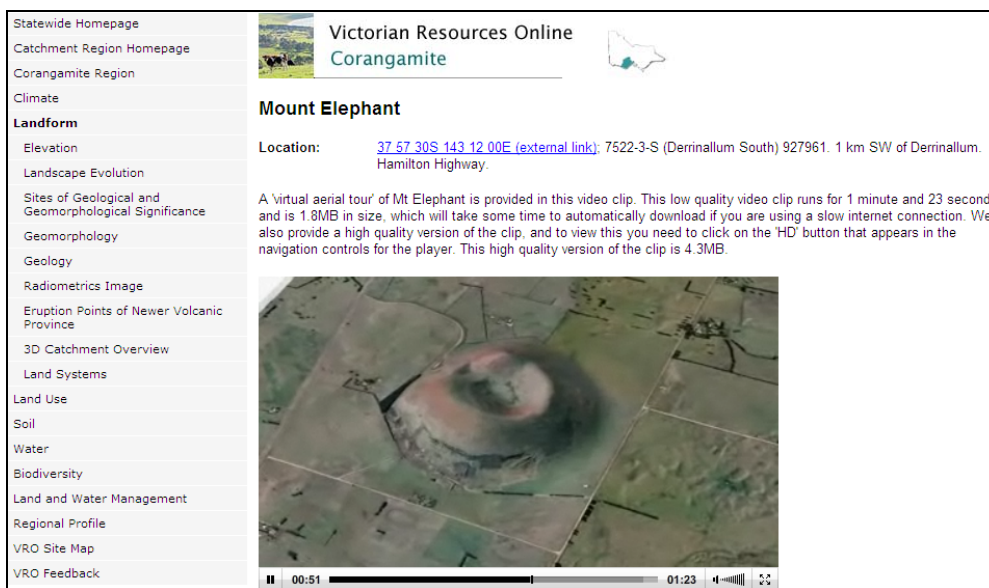 Statewide Homepage
Catchment Region Homepage
Corangamite Region
Climate
Landform
Elevation
Landscape Evolution
Sites of Geological and
Geomorphological Significance
Geomorphology
Geology
Radiometrics Image
Eruption Points of Newer Volcanic
Province
3D Catchment Overview
Land Systems
Land Use
Soil
Water
Biodiversity
Land and Water Management
Regional Profile
VRO Site Map
VRO Feedback
Victorian Resources Online
Corangamite
Mount Elephant
Location: 37 57 30S 143 12 00E (external link); 7522-3-S (Derrinallum South) 927961. 1 km SW of Derrinallum.
Hamilton Highway.
A 'virtual aerial tour' of Mt Elephant is provided in this video clip. This low quality video clip runs for 1 minute and 23 second
and is 1.8MB in size, which will take some time to automatically download if you are using a slow internet connection. We
also provide a high quality version of the clip, and to view this you need to click on the 'HD' button that appears in the
navigation controls for the player. This high quality version of the clip is 4.3MB.
00:51 01:23